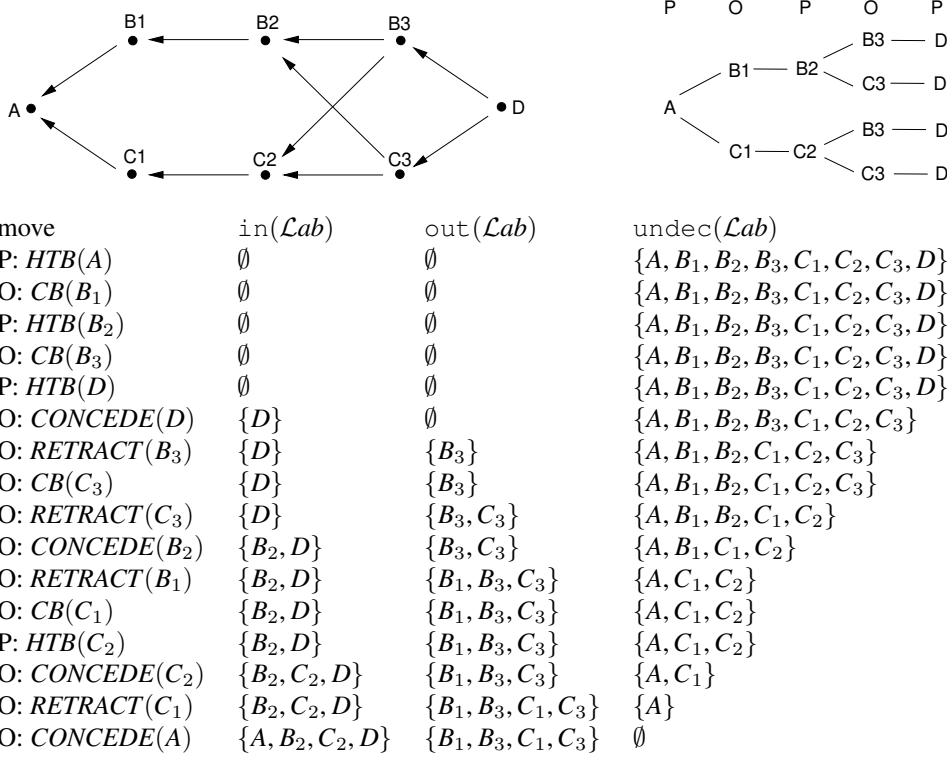 B1 B2 B3
A D
C1 C2 C3
P O P O P
B3 D
B1 B2
C3 D
A
B3 D
C1 C2
C3 D
move in(Lab) out(Lab) undec(Lab)
P: HTB(A) ∅ ∅ {A, B₁, B₂, B₃, C₁, C₂, C₃, D}
O: CB(B₁) ∅ ∅ {A, B₁, B₂, B₃, C₁, C₂, C₃, D}
P: HTB(B₂) ∅ ∅ {A, B₁, B₂, B₃, C₁, C₂, C₃, D}
O: CB(B₃) ∅ ∅ {A, B₁, B₂, B₃, C₁, C₂, C₃, D}
P: HTB(D) ∅ ∅ {A, B₁, B₂, B₃, C₁, C₂, C₃, D}
O: CONCEDE(D) {D} ∅ {A, B₁, B₂, B₃, C₁, C₂, C₃}
O: RETRACT(B₃) {D} {B₃} {A, B₁, B₂, C₁, C₂, C₃}
O: CB(C₃) {D} {B₃} {A, B₁, B₂, C₁, C₂, C₃}
O: RETRACT(C₃) {D} {B₃, C₃} {A, B₁, B₂, C₁, C₂}
O: CONCEDE(B₂) {B₂, D} {B₃, C₃} {A, B₁, C₁, C₂}
O: RETRACT(B₁) {B₂, D} {B₁, B₃, C₃} {A, C₁, C₂}
O: CB(C₁) {B₂, D} {B₁, B₃, C₃} {A, C₁, C₂}
P: HTB(C₂) {B₂, D} {B₁, B₃, C₃} {A, C₁, C₂}
O: CONCEDE(C₂) {B₂, C₂, D} {B₁, B₃, C₃} {A, C₁}
O: RETRACT(C₁) {B₂, C₂, D} {B₁, B₃, C₁, C₃} {A}
O: CONCEDE(A) {A, B₂, C₂, D} {B₁, B₃, C₁, C₃} ∅